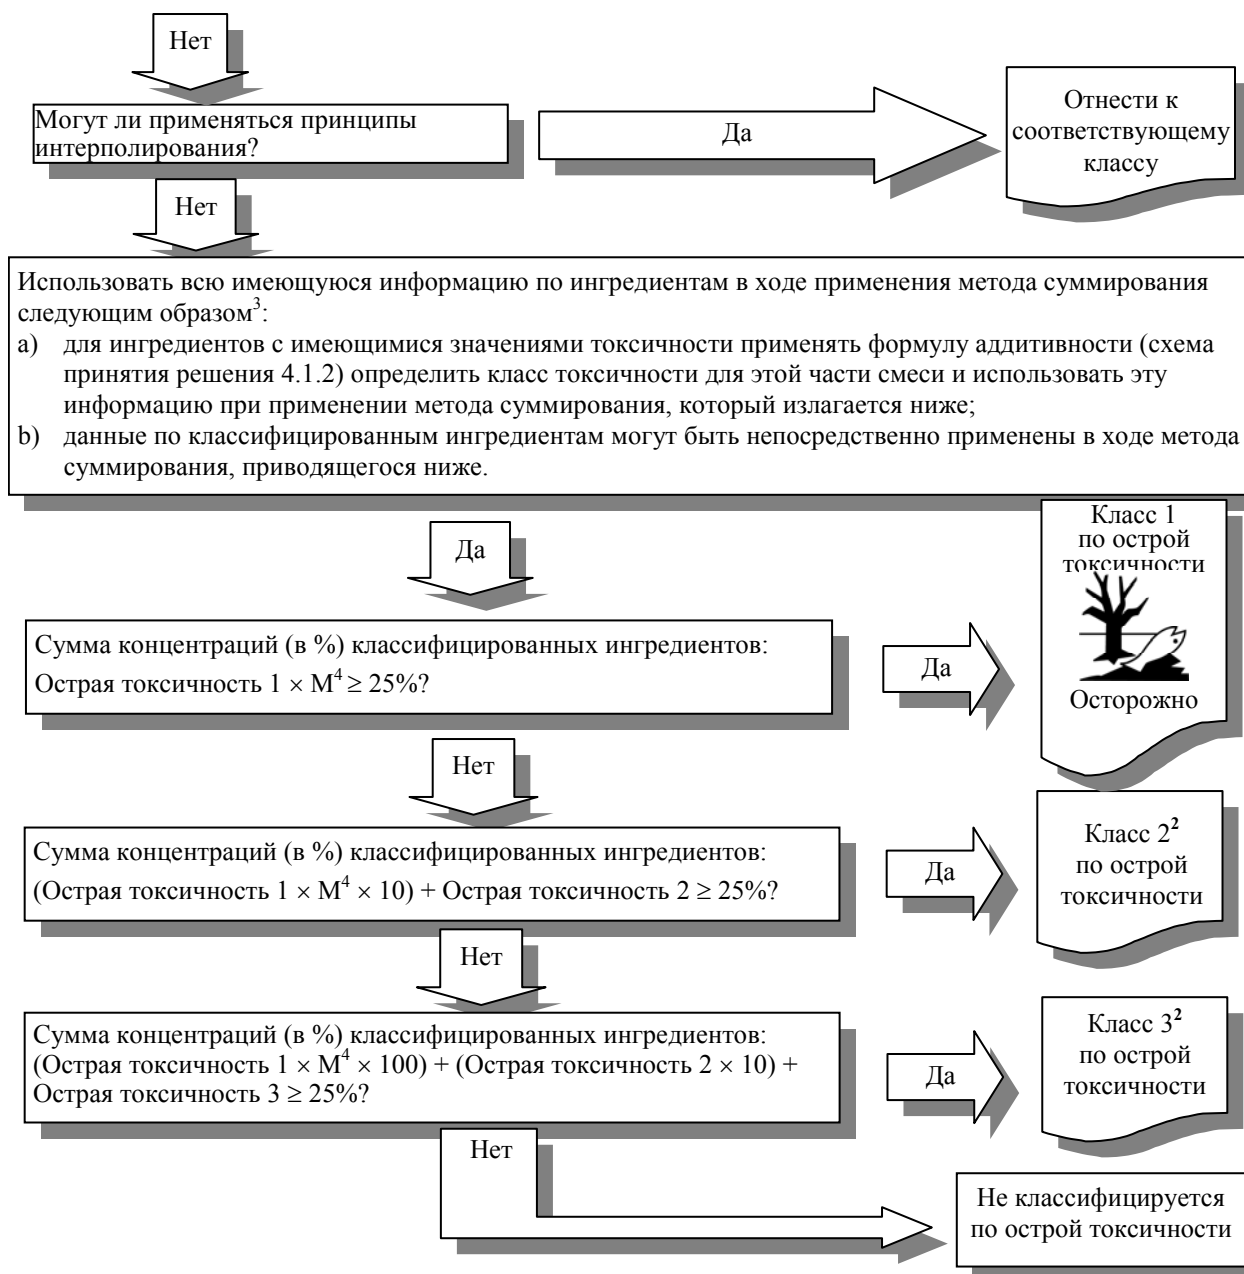 Нет
Могут ли применяться принципы
интерполирования?
Да
Отнести к
соответствующему
классу
Нет
Использовать всю имеющуюся информацию по ингредиентам в ходе применения метода суммирования
следующим образом³:
a) для ингредиентов с имеющимися значениями токсичности применять формулу аддитивности (схема
принятия решения 4.1.2) определить класс токсичности для этой части смеси и использовать эту
информацию при применении метода суммирования, который излагается ниже;
b) данные по классифицированным ингредиентам могут быть непосредственно применены в ходе метода
суммирования, приводящегося ниже.
Да
Сумма концентраций (в %) классифицированных ингредиентов:
Острая токсичность 1 × M⁴ ≥ 25%?
Да
Класс 1
по острой
токсичности
Осторожно
Нет
Сумма концентраций (в %) классифицированных ингредиентов:
(Острая токсичность 1 × M⁴ × 10) + Острая токсичность 2 ≥ 25%?
Да
Класс 2²
по острой
токсичности
Нет
Сумма концентраций (в %) классифицированных ингредиентов:
(Острая токсичность 1 × M⁴ × 100) + (Острая токсичность 2 × 10) +
Острая токсичность 3 ≥ 25%?
Да
Класс 3²
по острой
токсичности
Нет
Не классифицируется
по острой токсичности